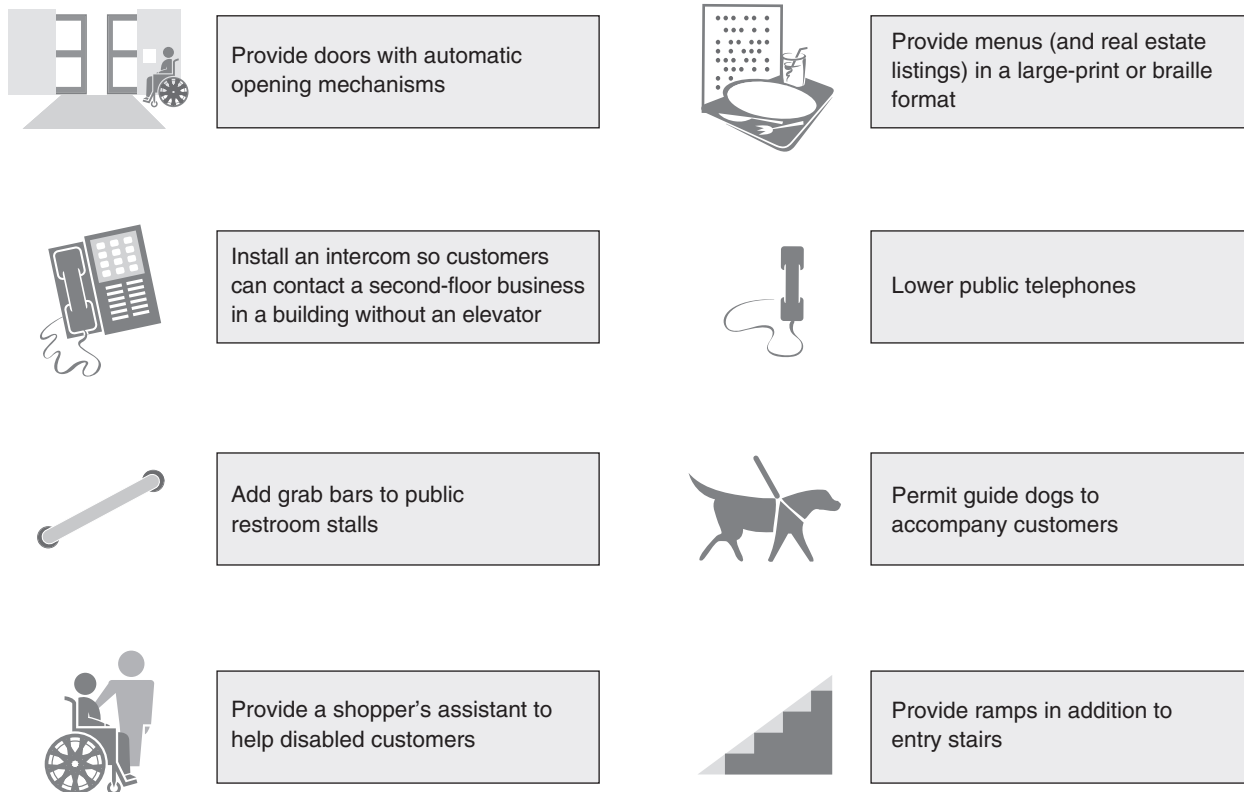 Provide doors with automatic
opening mechanisms
Provide menus (and real estate
listings) in a large-print or braille
format
Install an intercom so customers
can contact a second-floor business
in a building without an elevator
Lower public telephones
Add grab bars to public
restroom stalls
Permit guide dogs to
accompany customers
Provide a shopper’s assistant to
help disabled customers
Provide ramps in addition to
entry stairs